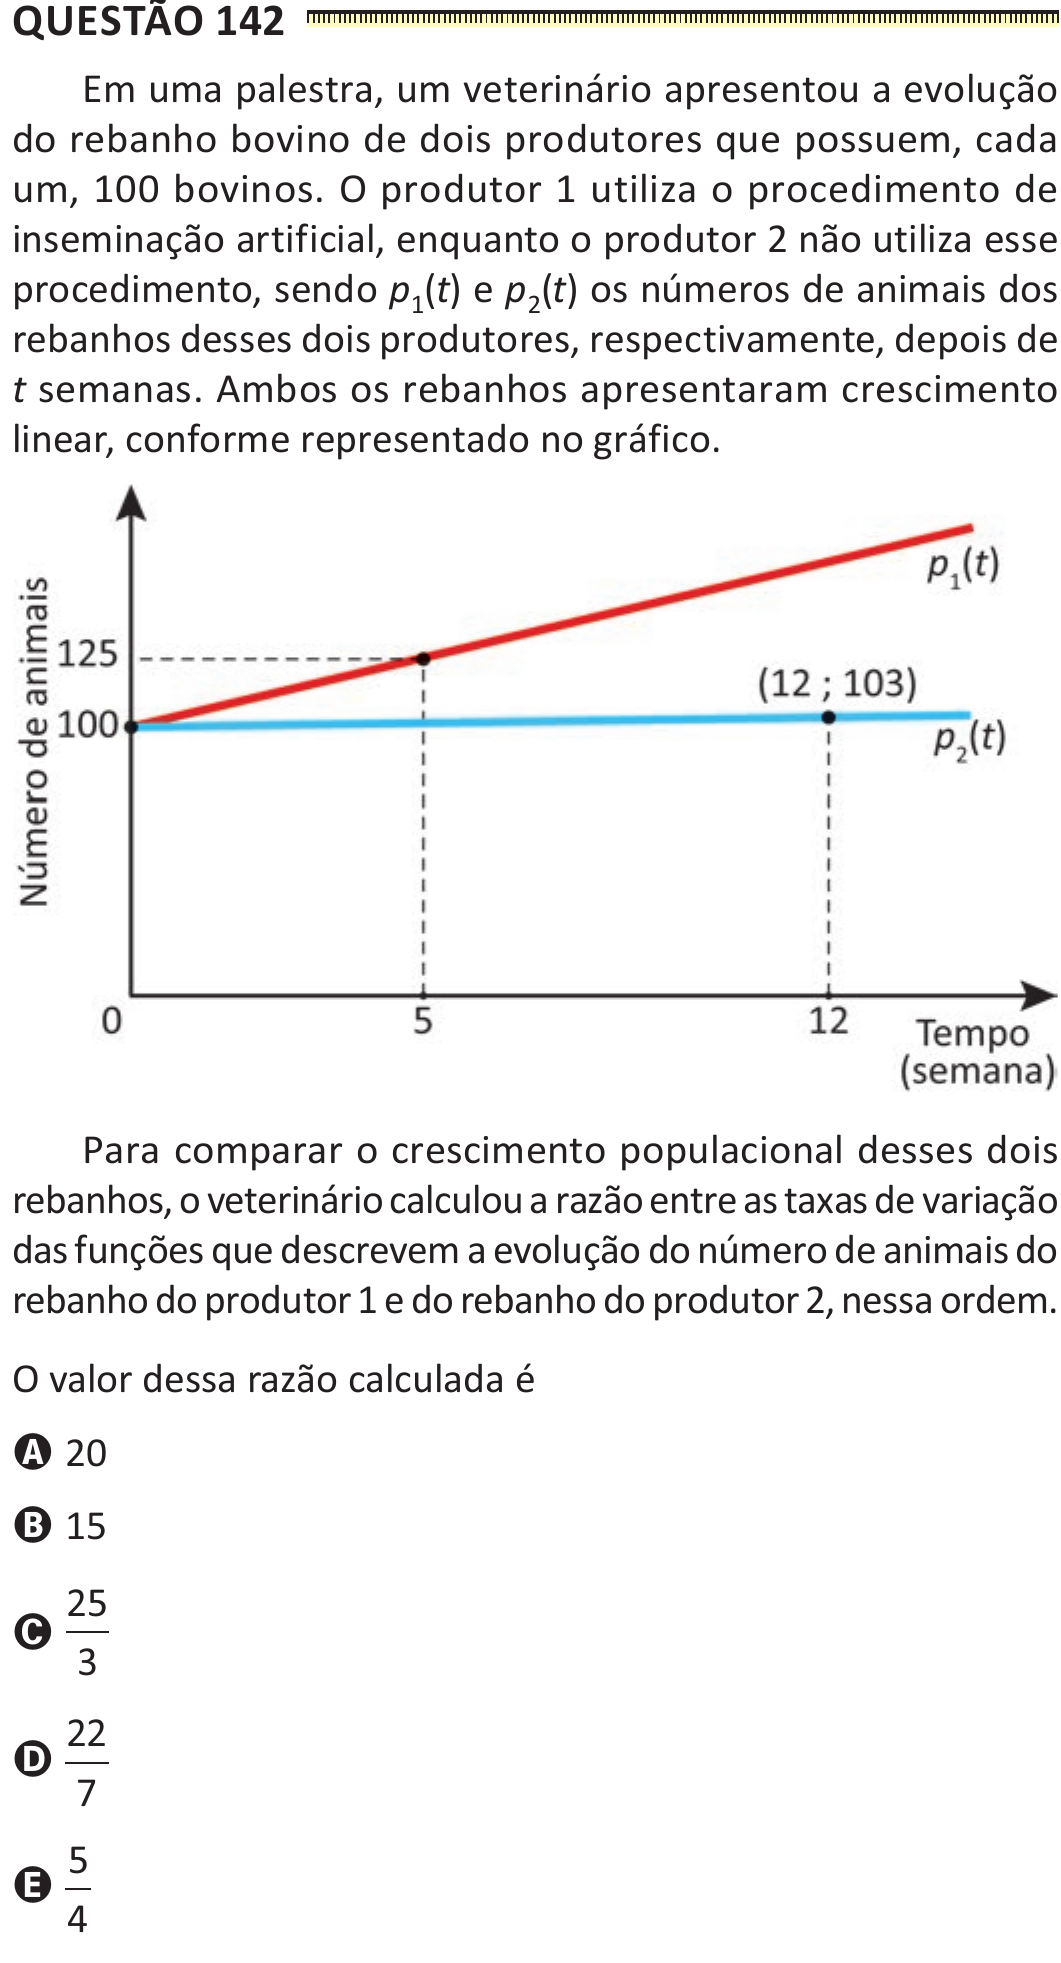 QUESTÃO 142
Em uma palestra, um veterinário apresentou a evolução
do rebanho bovino de dois produtores que possuem, cada
um, 100 bovinos. O produtor 1 utiliza o procedimento de
inseminação artificial, enquanto o produtor 2 não utiliza esse
procedimento, sendo p₁(t) e p₂(t) os números de animais dos
rebanhos desses dois produtores, respectivamente, depois de
t semanas. Ambos os rebanhos apresentaram crescimento
linear, conforme representado no gráfico.
Número de animais
p₁(t)
125
(12 ; 103)
100
p₂(t)
0
5
12
Tempo
(semana)
Para comparar o crescimento populacional desses dois
rebanhos, o veterinário calculou a razão entre as taxas de variação
das funções que descrevem a evolução do número de animais do
rebanho do produtor 1 e do rebanho do produtor 2, nessa ordem.
O valor dessa razão calculada é
A 20
B 15
C 25/3
D 22/7
E 5/4